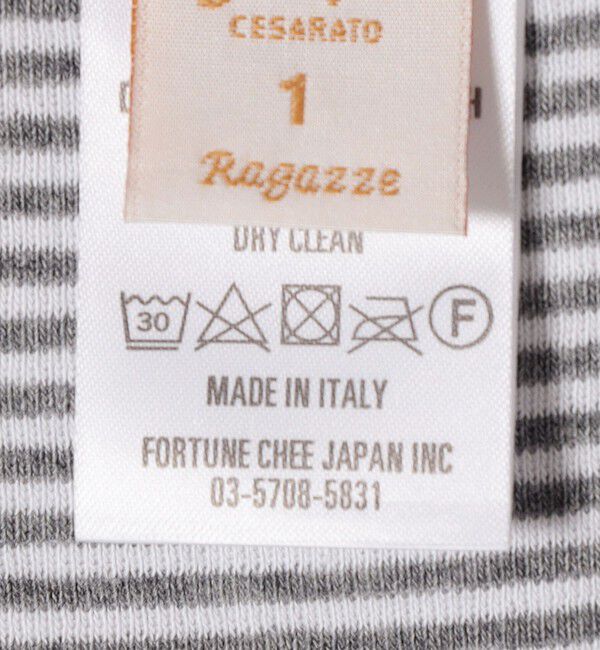 CESARATO
1
Ragazze
DRY CLEAN
30 F
MADE IN ITALY
FORTUNE CHEE JAPAN INC
03-5708-5831